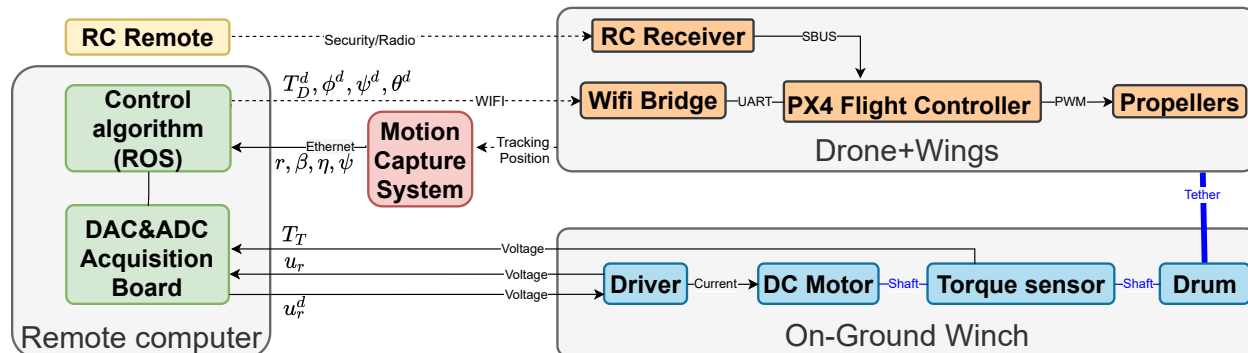 RC Remote
Security/Radio
RC Receiver
SBUS
Control
algorithm
(ROS)
T_D^d, ϕ^d, ψ^d, θ^d
WIFI
Wifi Bridge
UART
PX4 Flight Controller
PWM
Propellers
Ethernet
r, β, η, ψ
Motion
Capture
System
Tracking
Position
Drone+Wings
Tether
DAC&ADC
Acquisition
Board
T_T
Voltage
u_r
Voltage
u_r^d
Voltage
Driver
Current
DC Motor
Shaft
Torque sensor
Shaft
Drum
Remote computer
On-Ground Winch